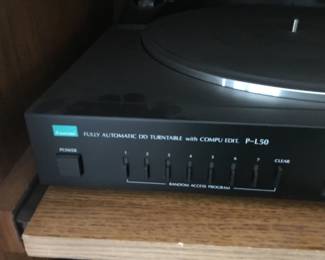 Sansui
FULLY AUTOMATIC DD TURNTABLE with COMPU EDIT. P-L50
POWER
1 2 3 4 5 6 7 CLEAR
RANDOM ACCESS PROGRAM